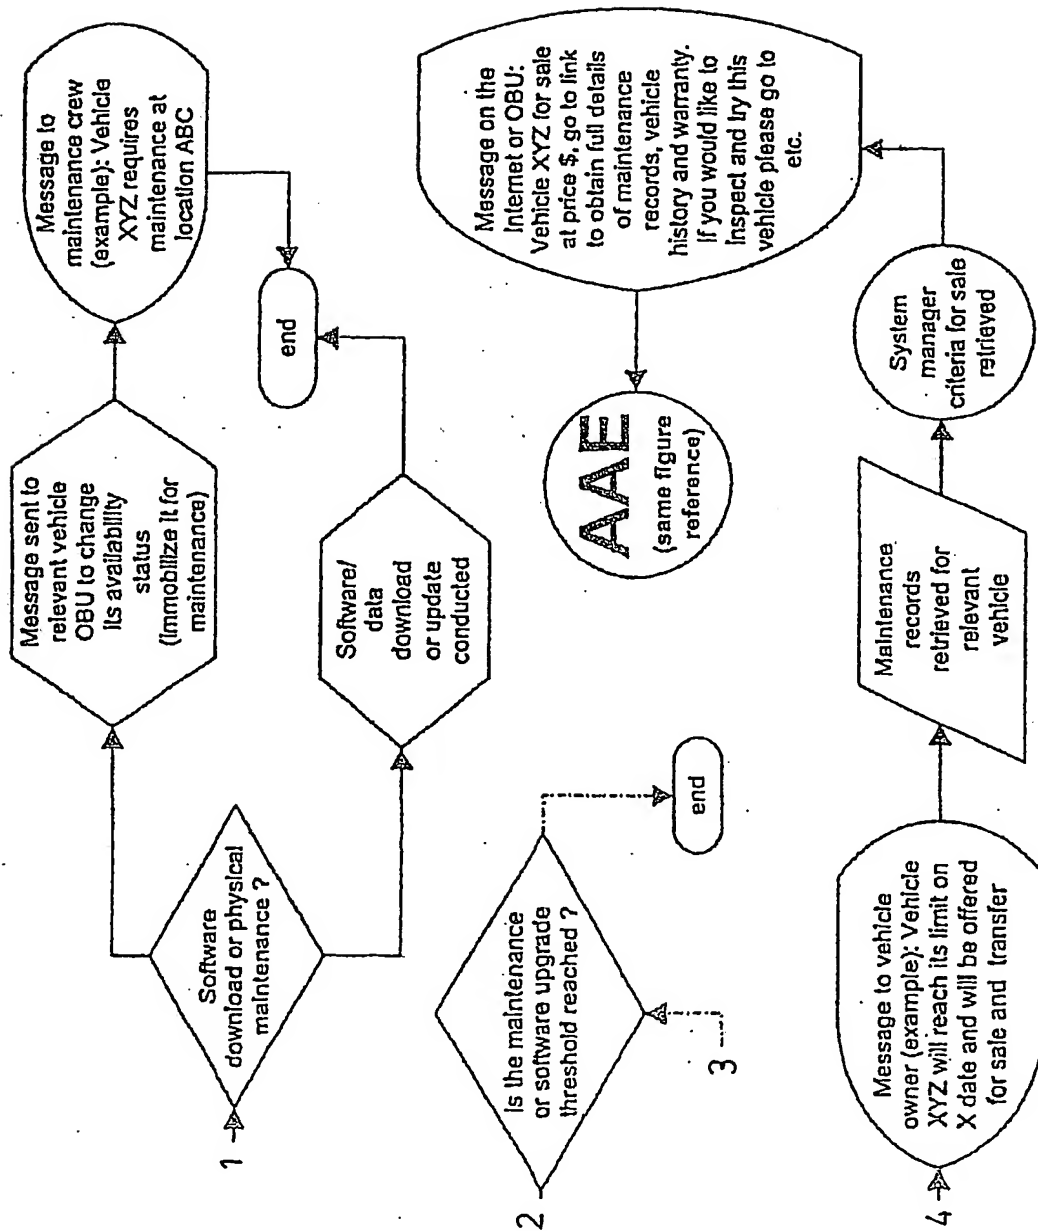 1
Software
download or physical
maintenance ?
Message sent to
relevant vehicle
OBU to change
its availability
status
(immobilize it for
maintenance)
Message to
maintenance crew
(example): Vehicle
XYZ requires
maintenance at
location ABC
Software/
data
download
or update
conducted
end
2
Is the maintenance
or software upgrade
threshold reached ?
3
end
AAE
(same figure
reference)
Message on the
Internet or OBU:
Vehicle XYZ for sale
at price $, go to link
to obtain full details
of maintenance
records, vehicle
history and warranty.
If you would like to
Inspect and try this
vehicle please go to
etc.
4
Message to vehicle
owner (example): Vehicle
XYZ will reach its limit on
X date and will be offered
for sale and transfer
Maintenance
records
retrieved for
relevant
vehicle
System
manager
criteria for sale
retrieved